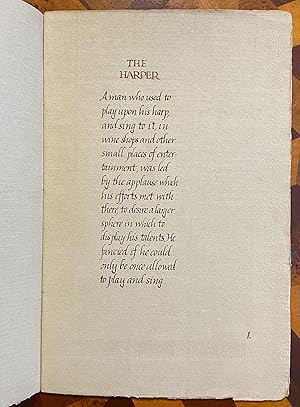 THE
HARPER
A man who used to
play upon his harp,
and sing to it, in
wine shops and other
small places of enter-
tainment, was led
by the applause which
his efforts met with
there, to desire a larger
sphere in which to
display his talents. He
fancied if he could
only be once allowed
to play and sing
1.